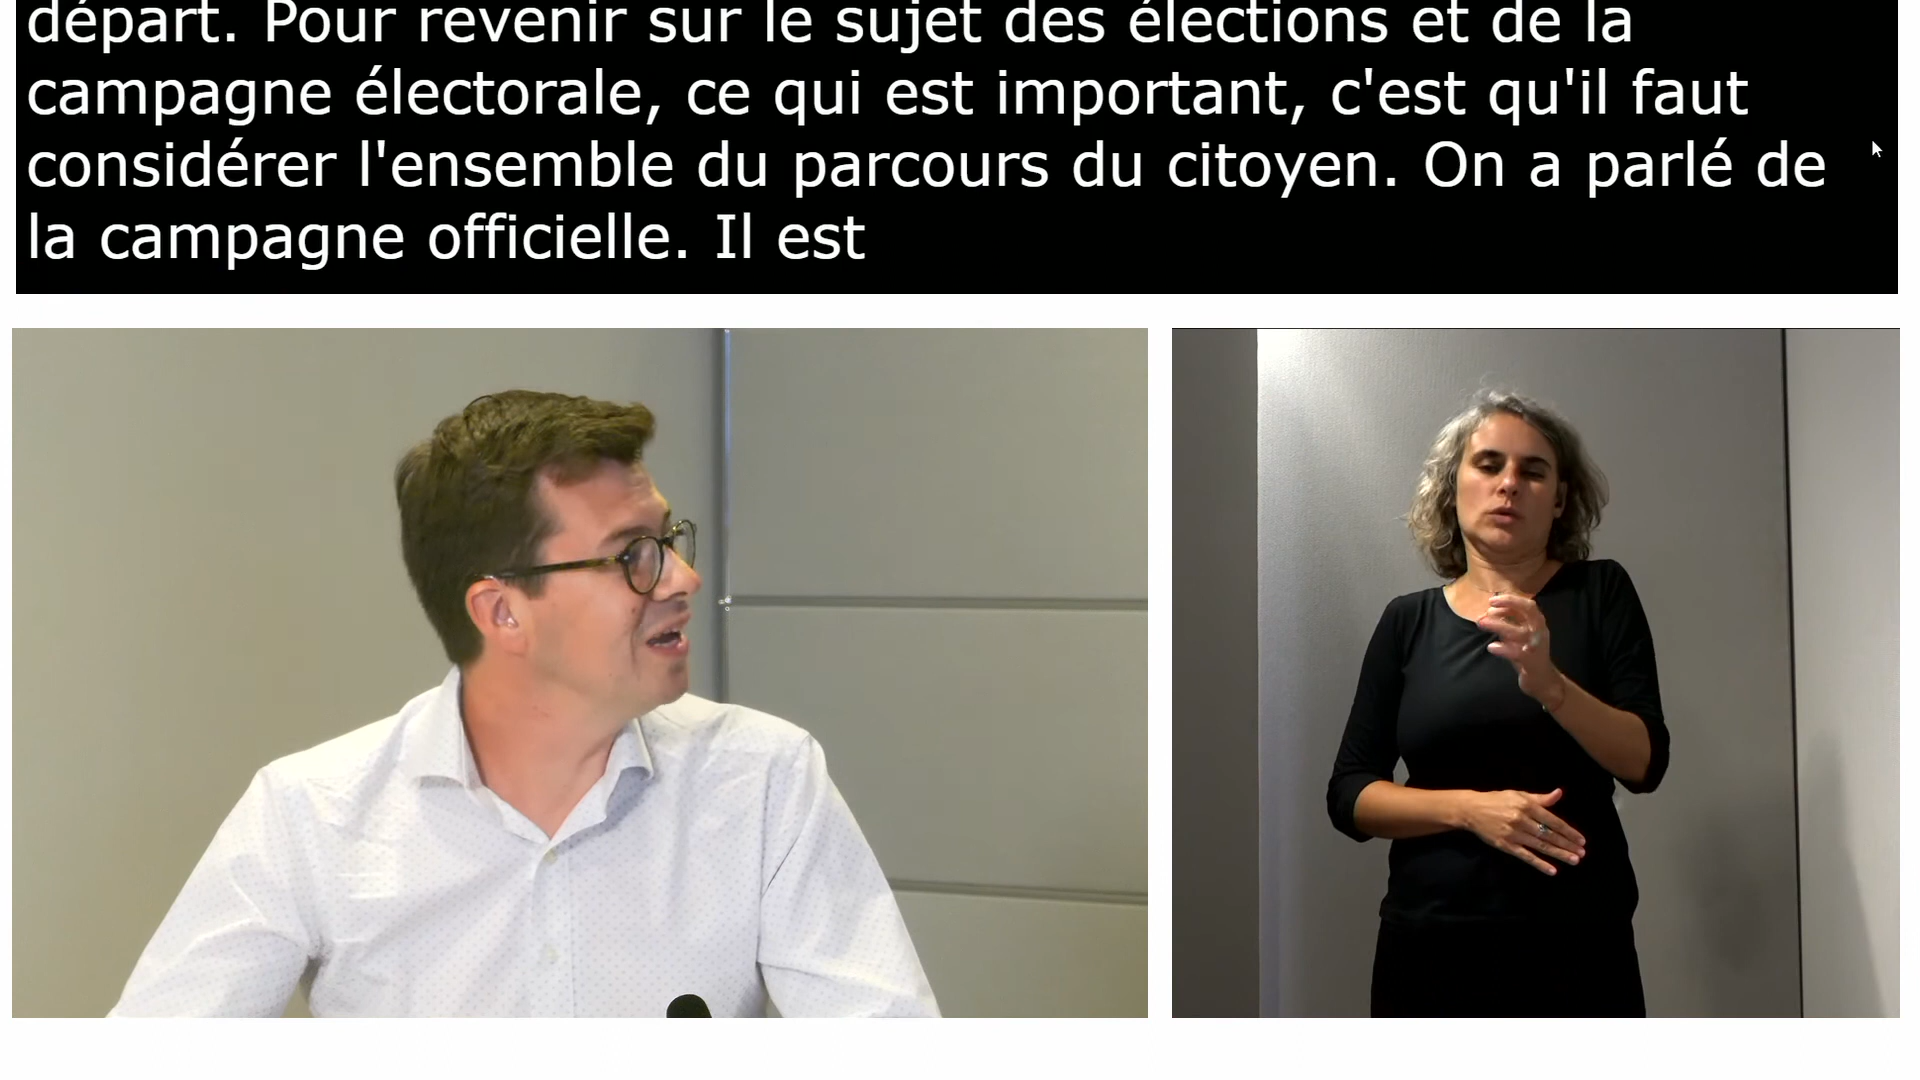 départ. Pour revenir sur le sujet des élections et de la
campagne électorale, ce qui est important, c'est qu'il faut
considérer l'ensemble du parcours du citoyen. On a parlé de
la campagne officielle. Il est